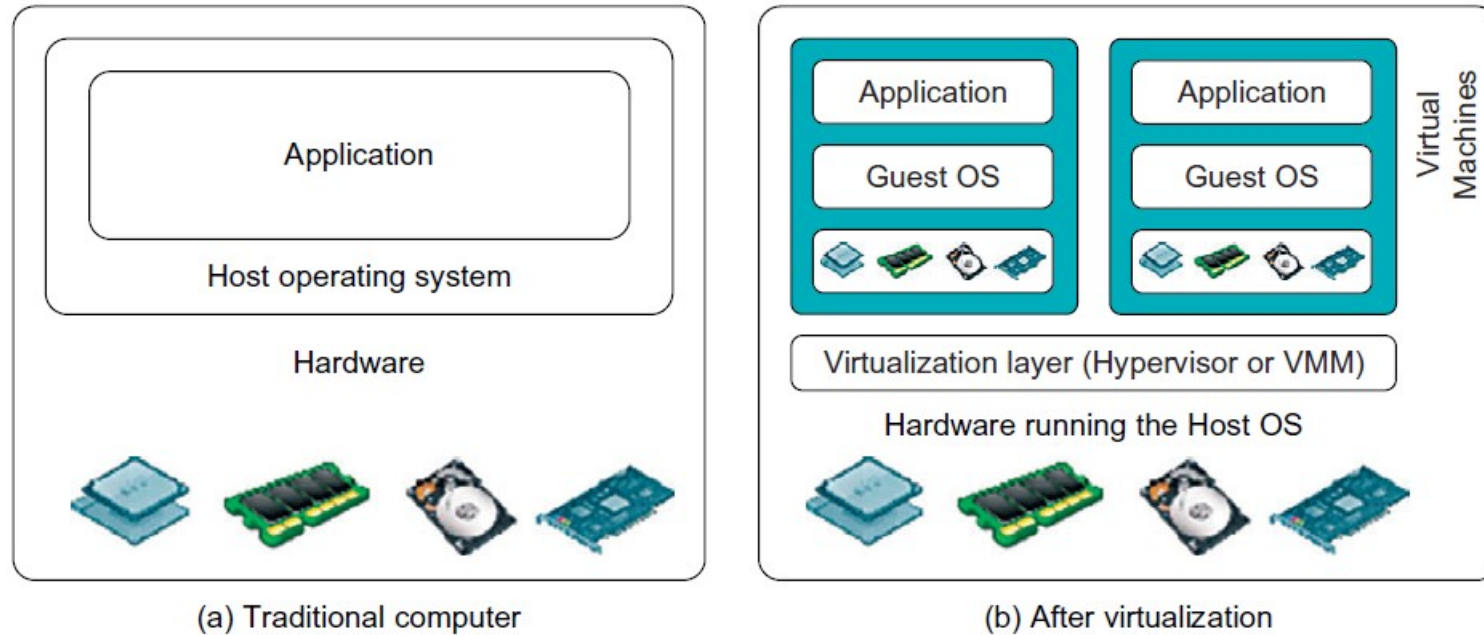 Application
Host operating system
Hardware
(a) Traditional computer
Application
Guest OS
Application
Guest OS
Virtual
Machines
Virtualization layer (Hypervisor or VMM)
Hardware running the Host OS
(b) After virtualization